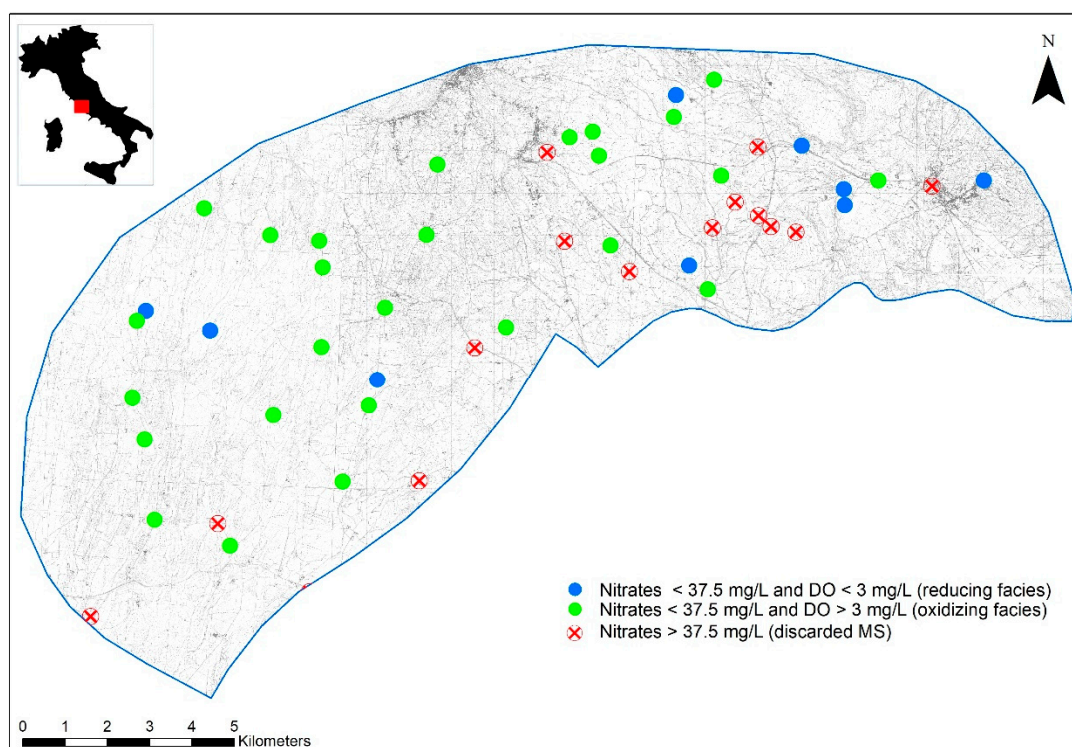 N
Nitrates < 37.5 mg/L and DO < 3 mg/L (reducing facies)
Nitrates < 37.5 mg/L and DO > 3 mg/L (oxidizing facies)
Nitrates > 37.5 mg/L (discarded MS)
0 1 2 3 4 5
Kilometers